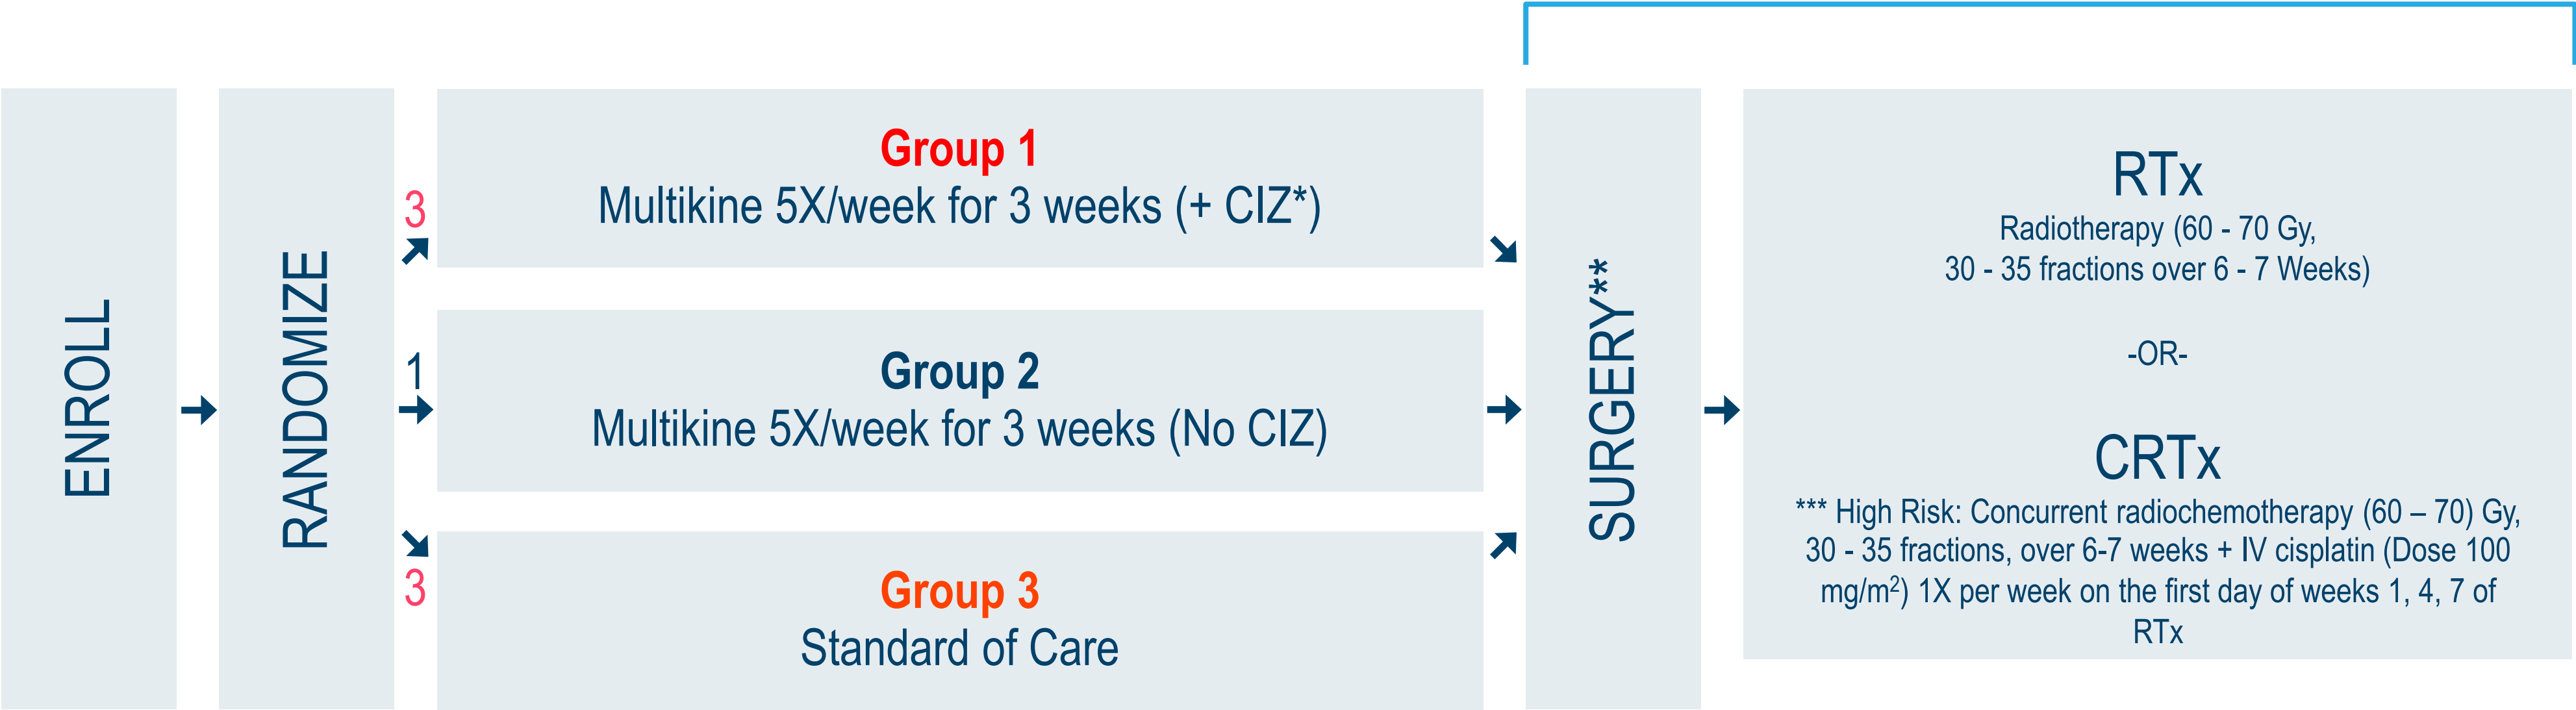 ENROLL
RANDOMIZE
3
Group 1
Multikine 5X/week for 3 weeks (+ CIZ*)
1
Group 2
Multikine 5X/week for 3 weeks (No CIZ)
3
Group 3
Standard of Care
SURGERY**
RTx
Radiotherapy (60 - 70 Gy,
30 - 35 fractions over 6 - 7 Weeks)
-OR-
CRTx
*** High Risk: Concurrent radiochemotherapy (60 – 70) Gy,
30 - 35 fractions, over 6-7 weeks + IV cisplatin (Dose 100
mg/m²) 1X per week on the first day of weeks 1, 4, 7 of
RTx